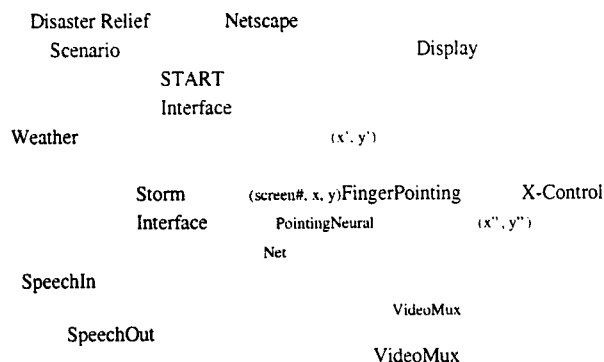 Disaster Relief Netscape
Scenario Display
START
Interface
Weather (x', y')
Storm (screen#, x, y)FingerPointing X-Control
Interface PointingNeural (x", y")
Net
SpeechIn
VideoMux
SpeechOut
VideoMux